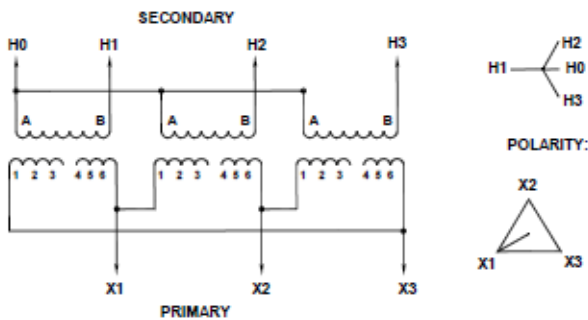 SECONDARY
H0 H1 H2 H3
A B A B A B
1 2 3 4 5 6 1 2 3 4 5 6 1 2 3 4 5 6
X1 X2 X3
PRIMARY
H2
H1 H0
H3
POLARITY:
X2
X1 X3